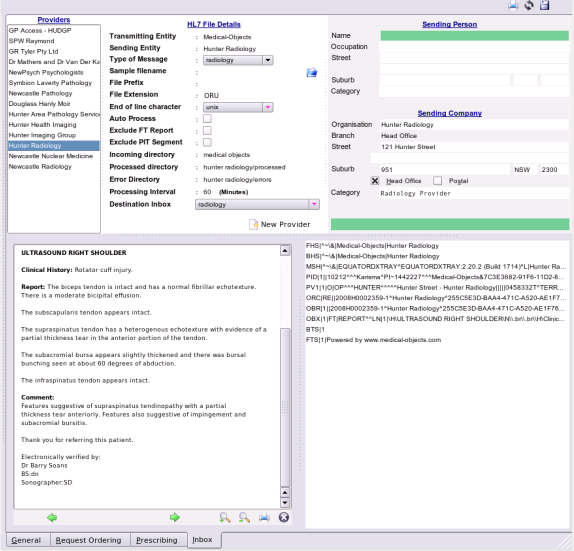 Providers
GP Access - HUDGP
SPW Raymond
GR Tyler Pty Ltd
Dr Mathers and Dr Van Der Ka
NewPsych Psychologists
Symbion Laverty Pathology
Newcastle Pathology
Douglass Hanly Moir
Hunter Area Pathology Service
Hunter Health Imaging
Hunter Imaging Group
Hunter Radiology
Newcastle Nuclear Medicine
Newcastle Radiology
HL7 File Details
Transmitting Entity : Medical-Objects
Sending Entity : Hunter Radiology
Type of Message : radiology
Sample filename :
File Prefix :
File Extension : ORU
End of line character : unix
Auto Process :
Exclude FT Report :
Exclude PIT Segment :
Incoming directory : medical objects
Processed directory : hunter radiology/processed
Error Directory : hunter radiology/errors
Processing Interval : 60 (Minutes)
Destination Inbox radiology
New Provider
Sending Person
Name
Occupation
Street
Suburb
Category
Sending Company
Organisation Hunter Radiology
Branch Head Office
Street 121 Hunter Street
Suburb 951 NSW 2300
Head Office Postal
Category Radiology Provider
ULTRASOUND RIGHT SHOULDER
Clinical History: Rotator cuff injury.
Report: The biceps tendon is intact and has a normal fibrillar echotexture.
There is a moderate bicipital effusion.
The subscapularis tendon appears intact.
The supraspinatus tendon has a heterogenous echotexture with evidence of a
partial thickness tear in the anterior portion of the tendon.
The subacromial bursa appears slightly thickened and there was bursal
bunching seen at about 60 degrees of abduction.
The infraspinatus tendon appears intact.
Comment:
Features suggestive of supraspinatus tendinopathy with a partial
thickness tear anteriorly. Features also suggestive of impingement and
subacromial bursitis.
Thank you for referring this patient.
Electronically verified by:
Dr Barry Soans
BS:dn
Sonographer:SD
FHS|^~\&|Medical-Objects|Hunter Radiology
BHS|^~\&|Medical-Objects|Hunter Radiology
MSH|^~\&|EQUATORDXTRAY^EQUATORDXTRAY:2.20.2 (Build 1714)^L|Hunter Ra...
PID|1||10212^^^Karisma^PI~1442227^^^Medical-Objects&7C3E3682-91F6-11D2-8...
PV1|1|O|OP^^^HUNTER^^^^^Hunter Street - Hunter Radiology|||||0458332T^TERR...
ORC|RE||2008H0002359-1^Hunter Radiology^255C5E3D-BAA4-471C-A520-AE1F7...
OBR|1||2008H0002359-1^Hunter Radiology^255C5E3D-BAA4-471C-A520-AE1F76...
OBX|1|FT|REPORT^^LN|1|\H\ULTRASOUND RIGHT SHOULDER\N\.br\\.br\\H\Clinic...
BTS|1
FTS|1|Powered by www.medical-objects.com
General Request Ordering Prescribing Inbox